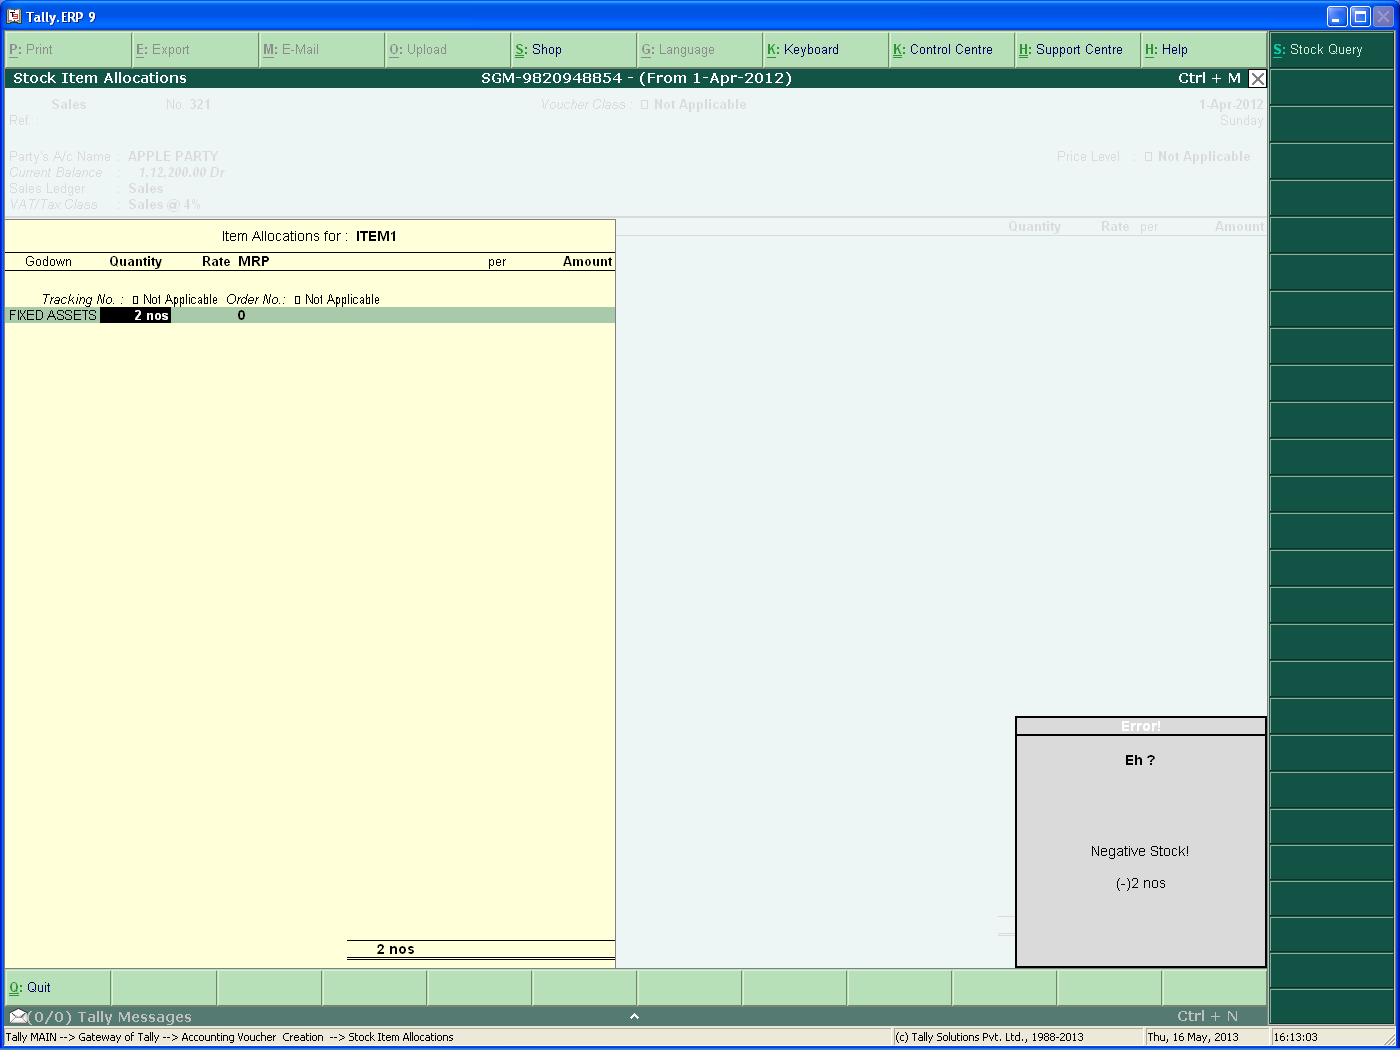 Tally.ERP 9
P: Print E: Export M: E-Mail O: Upload S: Shop G: Language K: Keyboard K: Control Centre H: Support Centre H: Help S: Stock Query
Stock Item Allocations SGM-9820948854 - (From 1-Apr-2012) Ctrl + M
Sales No. 321 Voucher Class : Not Applicable 1-Apr-2012
Ref. : Sunday
Party's A/c Name : APPLE PARTY Price Level : Not Applicable
Current Balance : 1,12,200.00 Dr
Sales Ledger : Sales
VAT/Tax Class : Sales @ 4%
Quantity Rate per Amount
Item Allocations for : ITEM1
Godown Quantity Rate MRP per Amount
Tracking No. : Not Applicable Order No.: Not Applicable
FIXED ASSETS 2 nos 0
Error!
Eh ?
Negative Stock!
(-)2 nos
2 nos
Q: Quit
(0/0) Tally Messages Ctrl + N
Tally MAIN --> Gateway of Tally --> Accounting Voucher Creation --> Stock Item Allocations (c) Tally Solutions Pvt. Ltd., 1988-2013 Thu, 16 May, 2013 16:13:03